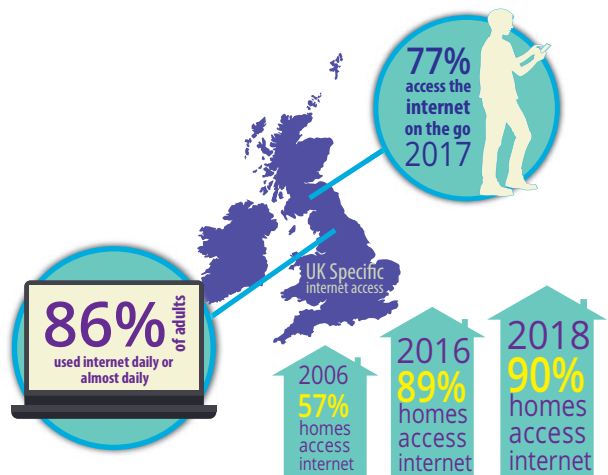 77%
access the
internet
on the go
2017
UK Specific
internet access
86% of adults
used internet daily or
almost daily
2006
57%
homes
access
internet
2016
89%
homes
access
internet
2018
90%
homes
access
internet